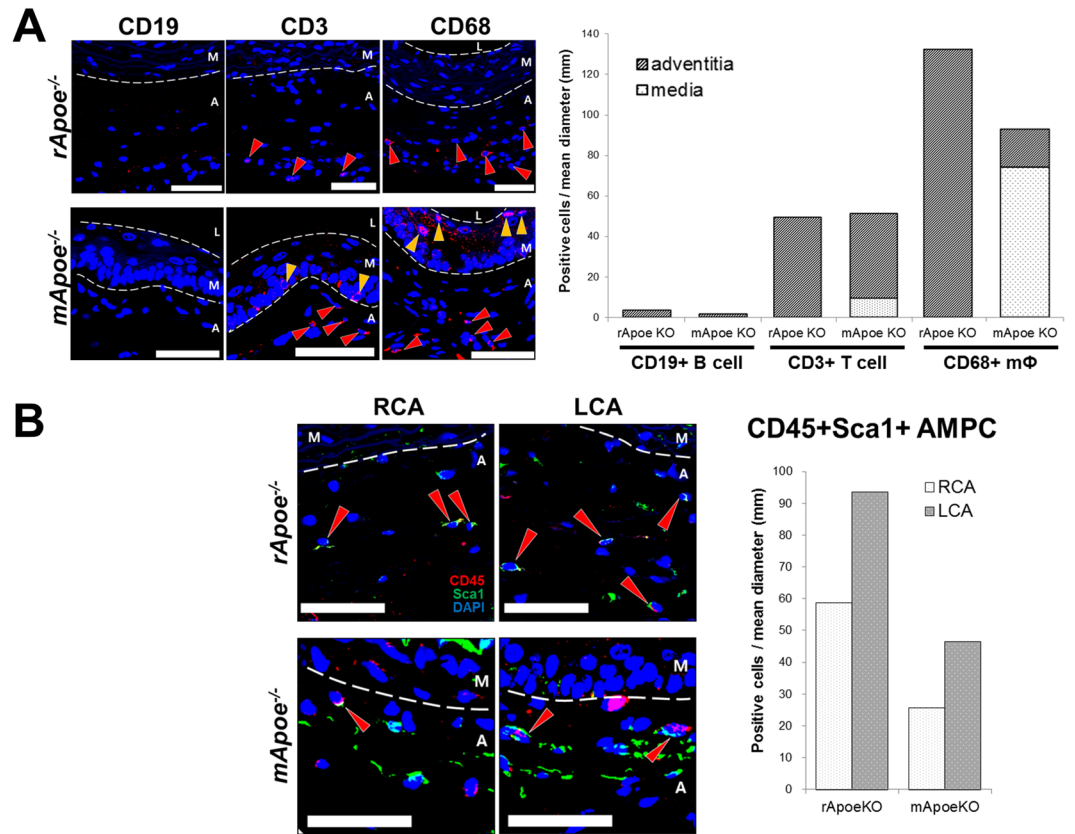 A
CD19 CD3 CD68
rApoe-/-
M
A
M
A
L
M
A
mApoe-/-
L
M
A
L
M
A
L
M
A
Positive cells / mean diameter (mm)
140
120
100
80
60
40
20
0
adventitia
media
rApoe KO mApoe KO rApoe KO mApoe KO rApoe KO mApoe KO
CD19+ B cell CD3+ T cell CD68+ mΦ
B
RCA LCA
rApoe-/-
M
A
CD45
Sca1
DAPI
M
A
mApoe-/-
M
A
M
A
CD45+Sca1+ AMPC
Positive cells / mean diameter (mm)
100
90
80
70
60
50
40
30
20
10
0
RCA
LCA
rApoeKO mApoeKO